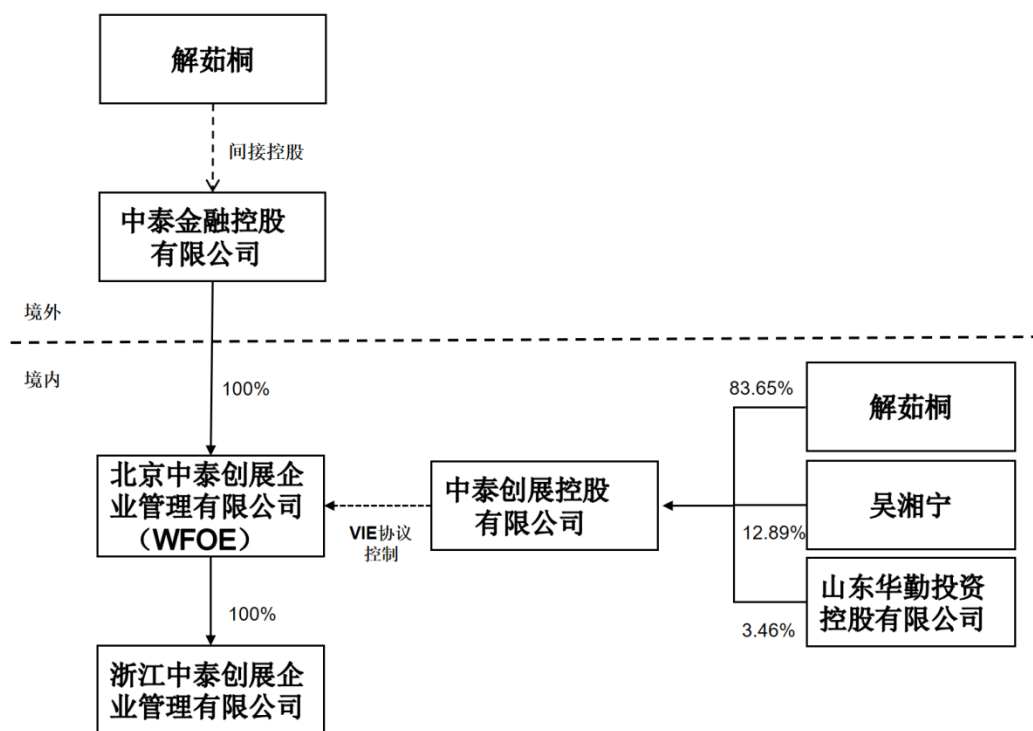 解茹桐
间接控股
中泰金融控股
有限公司
境外
境内
100%
83.65%
解茹桐
北京中泰创展企
业管理有限公司
（WFOE）
VIE协议
控制
中泰创展控股
有限公司
12.89%
吴湘宁
3.46%
山东华勤投资
控股有限公司
100%
浙江中泰创展企
业管理有限公司